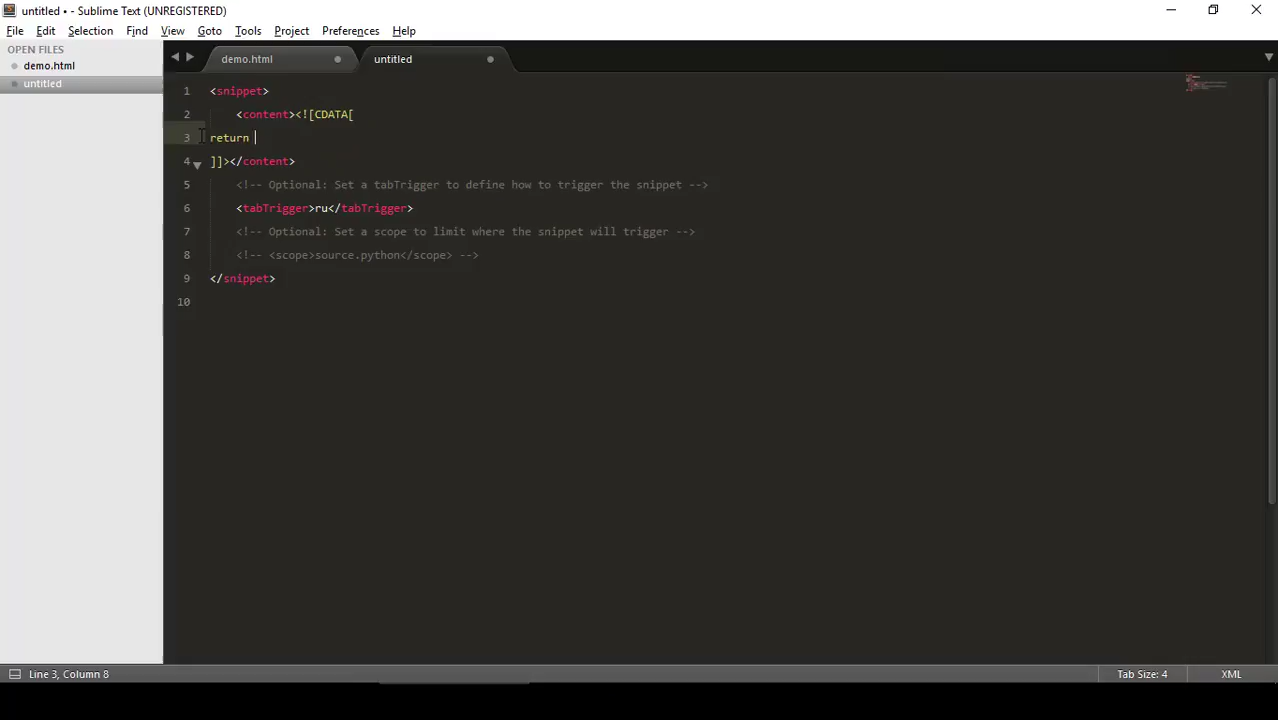 untitled • - Sublime Text (UNREGISTERED)
File Edit Selection Find View Goto Tools Project Preferences Help
OPEN FILES
demo.html
untitled
demo.html untitled
1 <snippet>
2 <content><![CDATA[
3 return
4 ]]></content>
5 <!-- Optional: Set a tabTrigger to define how to trigger the snippet -->
6 <tabTrigger>ru</tabTrigger>
7 <!-- Optional: Set a scope to limit where the snippet will trigger -->
8 <!-- <scope>source.python</scope> -->
9 </snippet>
10
Line 3, Column 8 Tab Size: 4 XML